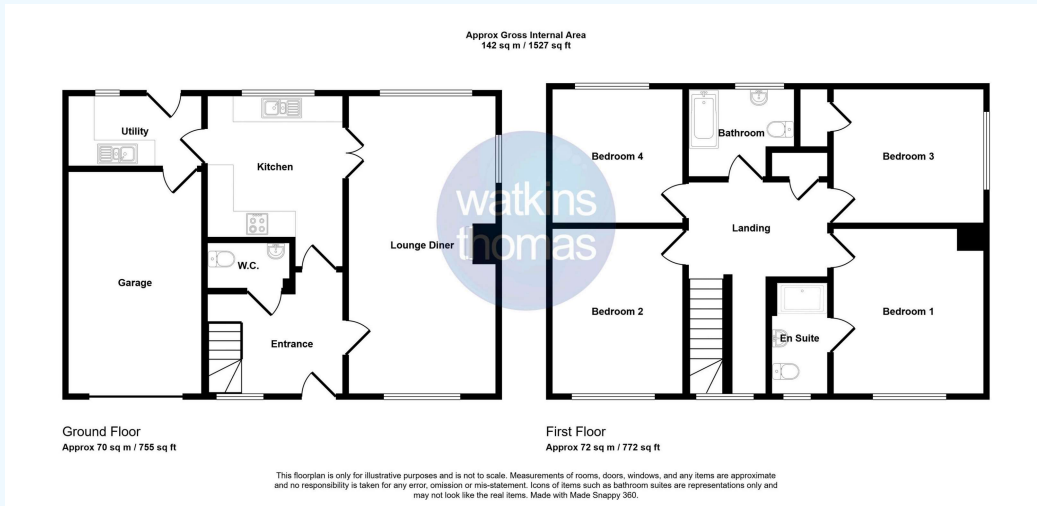 Approx Gross Internal Area
142 sq m / 1527 sq ft
Utility
Kitchen
Garage
W.C.
Entrance
Lounge Diner
Ground Floor
Approx 70 sq m / 755 sq ft
Bedroom 4
Bathroom
Bedroom 3
Landing
Bedroom 2
En Suite
Bedroom 1
First Floor
Approx 72 sq m / 772 sq ft
watkins
thomas
This floorplan is only for illustrative purposes and is not to scale. Measurements of rooms, doors, windows, and any items are approximate
and no responsibility is taken for any error, omission or mis-statement. Icons of items such as bathroom suites are representations only and
may not look like the real items. Made with Made Snappy 360.